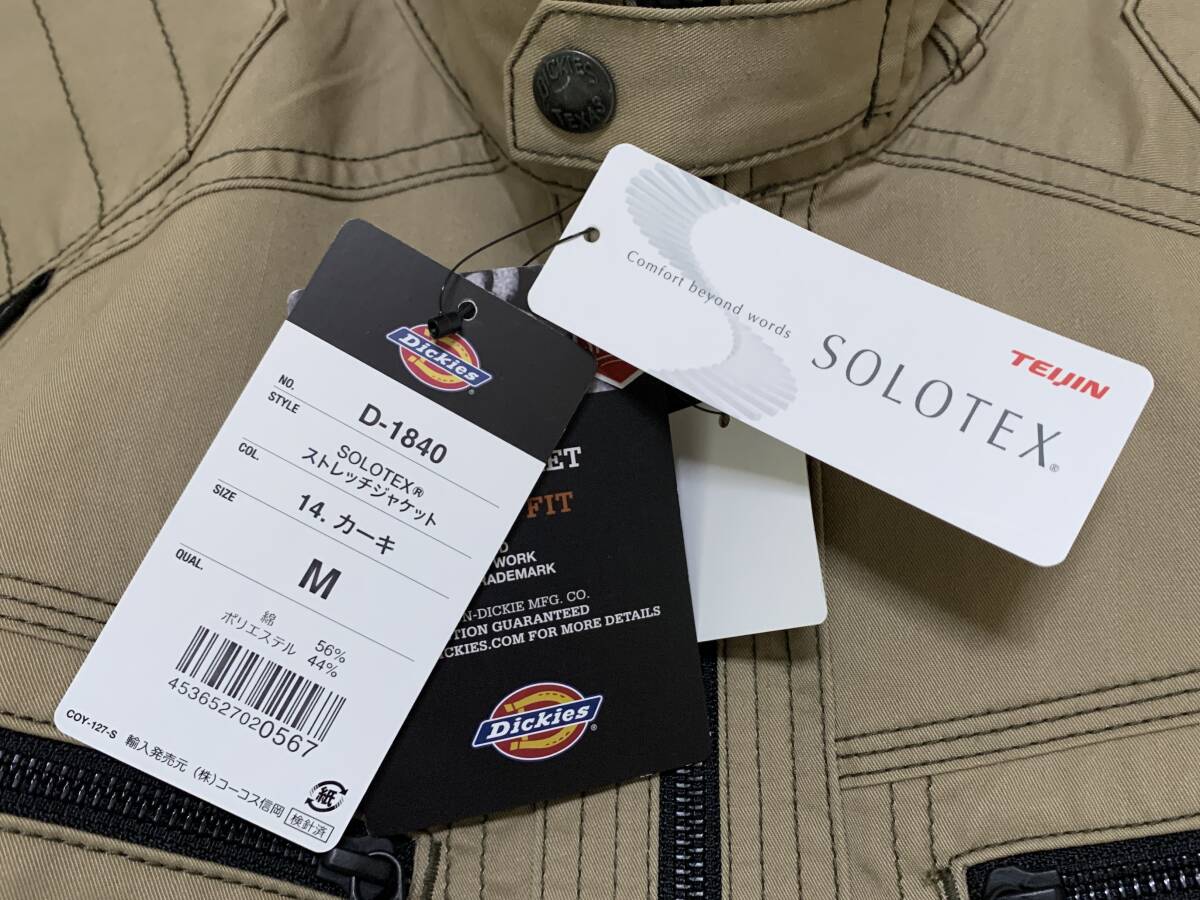 DICKIES
TEXAS
Comfort beyond words
SOLOTEX®
TEIJIN
Dickies
NO. D-1840
STYLE SOLOTEX®
ストレッチジャケット
COL. 14. カーキ
SIZE M
QUAL. 綿 56%
ポリエステル 44%
4536527020567
COY-127-S 輸入発売元 (株)コーコス信岡
紙
検針済
ET
FIT
WORK
RADEMARK
N-DICKIE MFG. CO.
TION GUARANTEED
CKIES.COM FOR MORE DETAILS
Dickies®